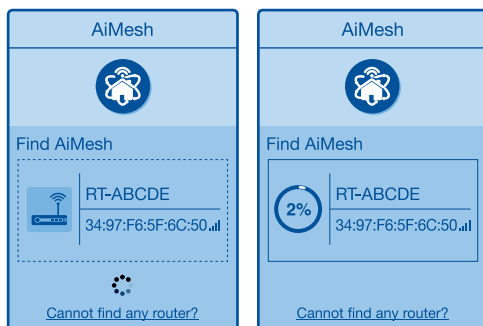 AiMesh
Find AiMesh
RT-ABCDE
34:97:F6:5F:6C:50
Cannot find any router?
AiMesh
Find AiMesh
2%
RT-ABCDE
34:97:F6:5F:6C:50
Cannot find any router?